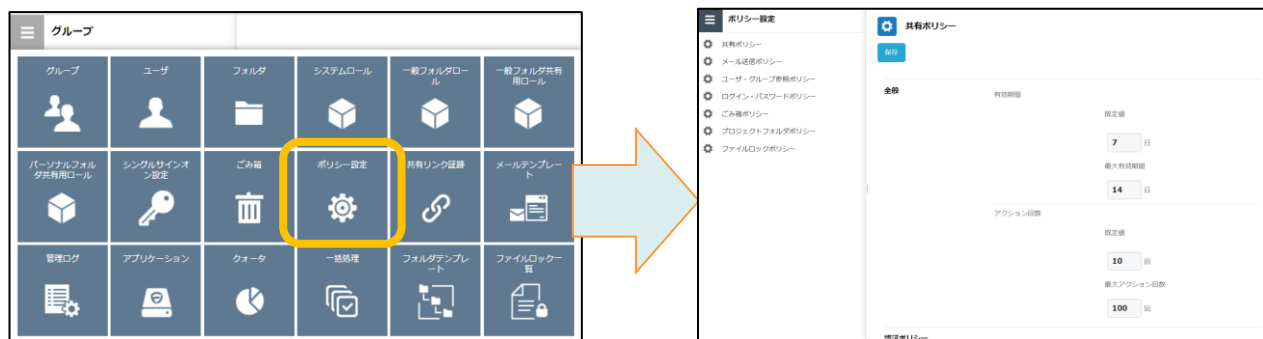 グループ
グループ
ユーザ
フォルダ
システムロール
一般フォルダロー
ル
一般フォルダ共有
用ロール
パーソナルフォル
ダ共有用ロール
シングルサインオ
ン設定
ごみ箱
ポリシー設定
共有リンク証跡
メールテンプレー
ト
管理ログ
アプリケーション
クォータ
一括処理
フォルダテンプレ
ート
ファイルロック一
覧
ポリシー設定
共有ポリシー
メール送信ポリシー
ユーザ・グループ参照ポリシー
ログイン・パスワードポリシー
ごみ箱ポリシー
プロジェクトフォルダポリシー
ファイルロックポリシー
共有ポリシー
保存
全般
有効期間
既定値
7 日
最大有効期間
14 日
アクション回数
既定値
10 回
最大アクション回数
100 回